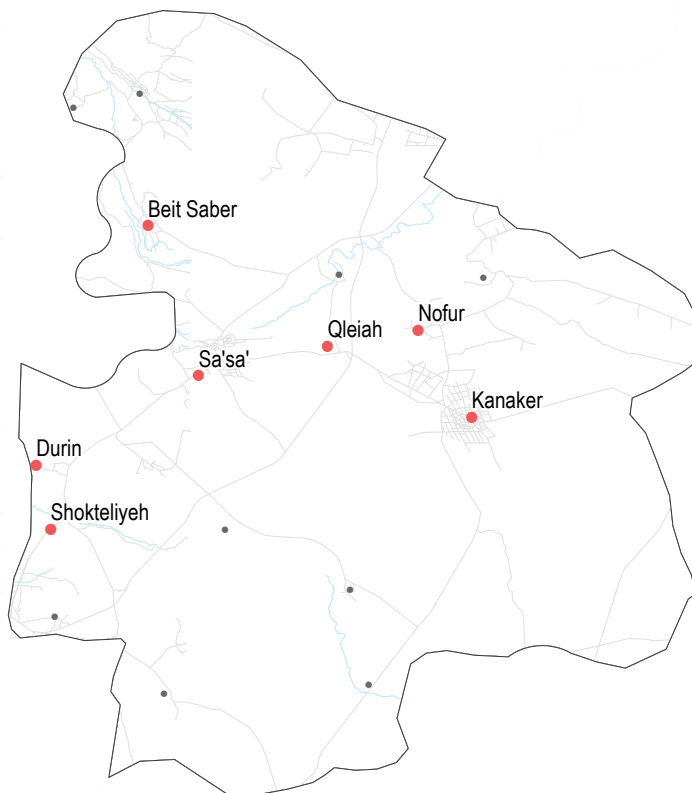 Beit Saber
Nofur
Qleiah
Sa'sa'
Kanaker
Durin
Shokteliyeh